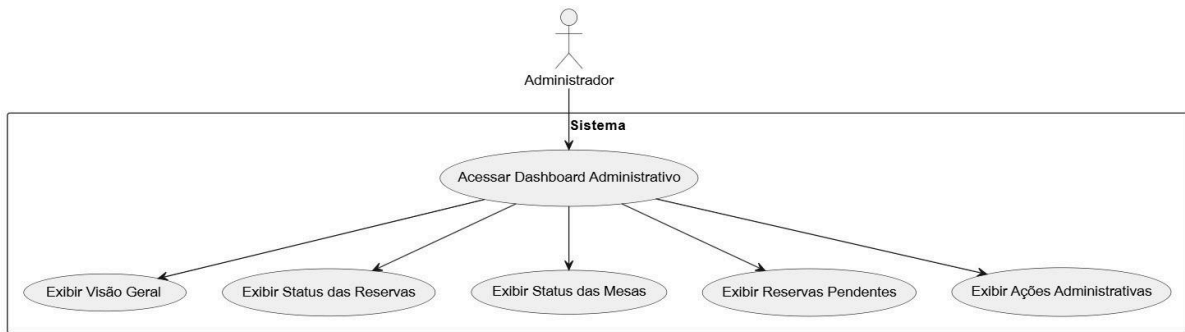 Administrador
Sistema
Acessar Dashboard Administrativo
Exibir Visão Geral
Exibir Status das Reservas
Exibir Status das Mesas
Exibir Reservas Pendentes
Exibir Ações Administrativas